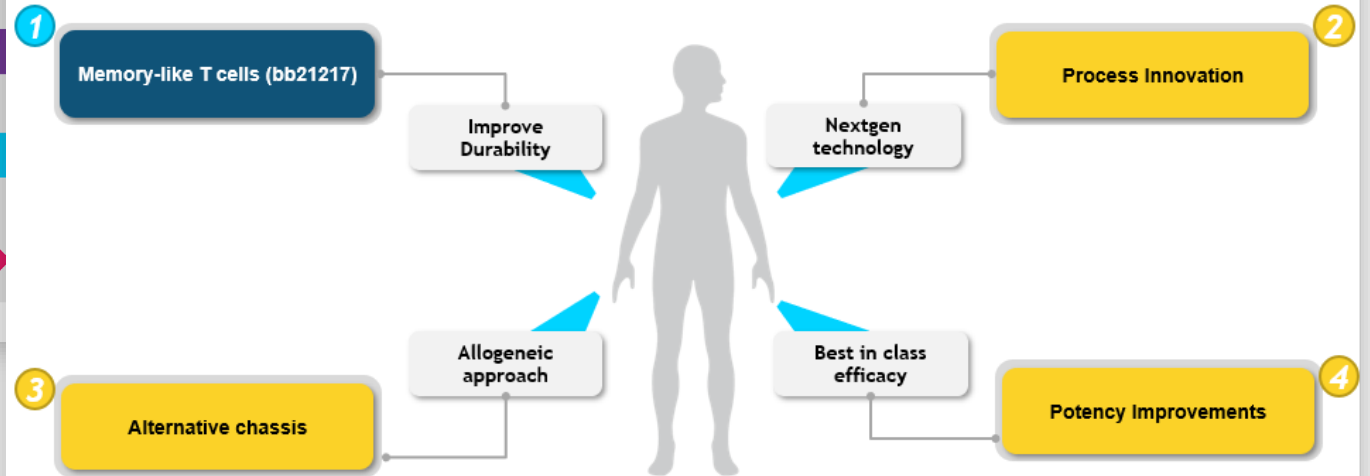 1
Memory-like T cells (bb21217)
Improve
Durability
2
Process Innovation
Nextgen
technology
3
Alternative chassis
Allogeneic
approach
4
Potency Improvements
Best in class
efficacy